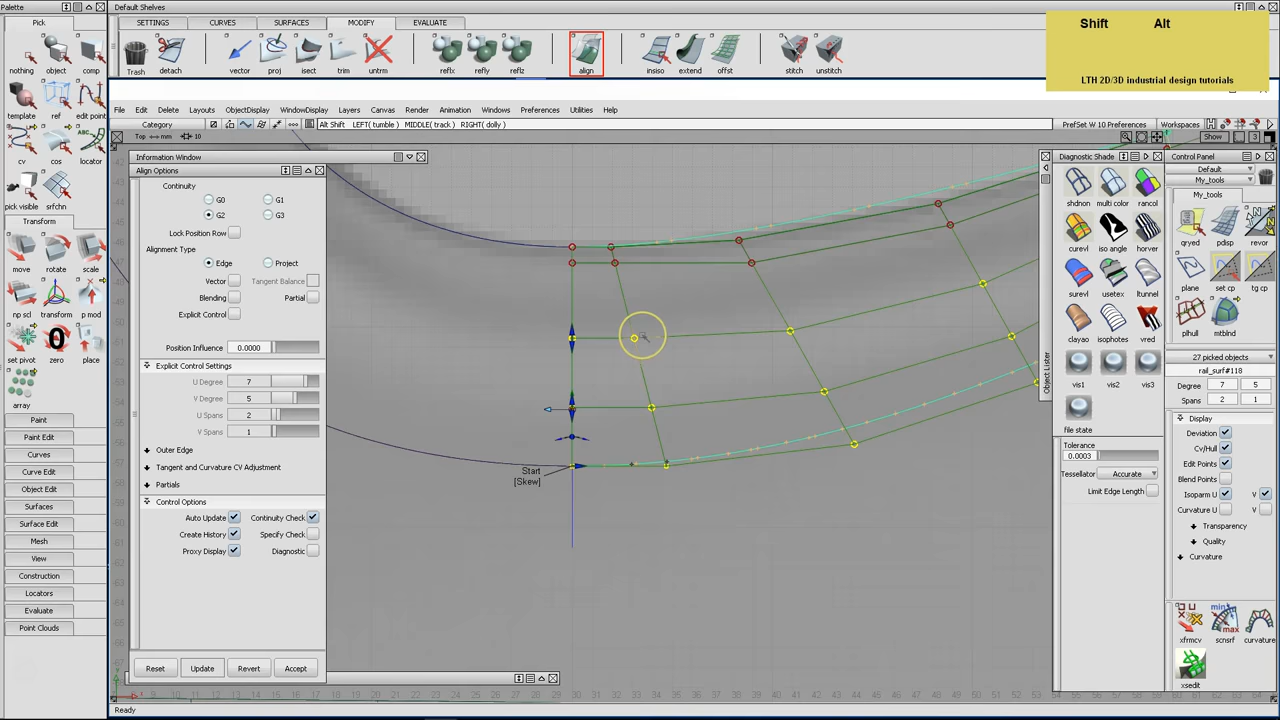 Palette
Default Shelves
Pick
SETTINGS CURVES SURFACES MODIFY EVALUATE
Shift Alt
LTH 2D/3D industrial design tutorials
nothing object comp
Trash detach vector proj isect trim untrm reflx refly reflz align insiso extend offst stitch unstitch
template ref edit point
File Edit Delete Layouts ObjectDisplay WindowDisplay Layers Canvas Render Animation Windows Preferences Utilities Help
Category Alt Shift LEFT( tumble ) MIDDLE( track ) RIGHT( dolly ) PrefSet W 10 Preferences Workspaces
Top mm 10 Show 3
cv cos locator
Information Window
Align Options
Diagnostic Shade
Control Panel
Default
My_tools
My_tools
pick visible srfchn
Continuity
G0 G1
G2 G3
Lock Position Row
Alignment Type
Edge Project
Vector Tangent Balance
Blending Partial
Explicit Control
Position Influence 0.0000
Explicit Control Settings
U Degree 7
V Degree 5
U Spans 2
V Spans 1
Outer Edge
Tangent and Curvature CV Adjustment
Partials
Control Options
Auto Update Continuity Check
Create History Specify Check
Proxy Display Diagnostic
Reset Update Revert Accept
Transform
move rotate scale
np scl transform p mod
set pivot zero place
array
Paint
Paint Edit
Curves
Curve Edit
Object Edit
Surfaces
Surface Edit
Mesh
View
Construction
Locators
Evaluate
Point Clouds
Start
[Skew]
Object Lister
shdnon multi color rancol
curevl iso angle horver
surevl usetex ltunnel
clayao isophotes vred
vis1 vis2 vis3
file state
Tolerance
0.0003
Tessellator Accurate
Limit Edge Length
qryed pdisp revor
plane set cp tg cp
plhull mtblnd
27 picked objects
rail_surf#118
Degree 7 5
Spans 2 1
Display
Deviation
Cv/Hull
Edit Points
Blend Points
Isoparm U V
Curvature U V
Transparency
Quality
Curvature
xfrmcv scnsrf curvature
xsedit
Ready